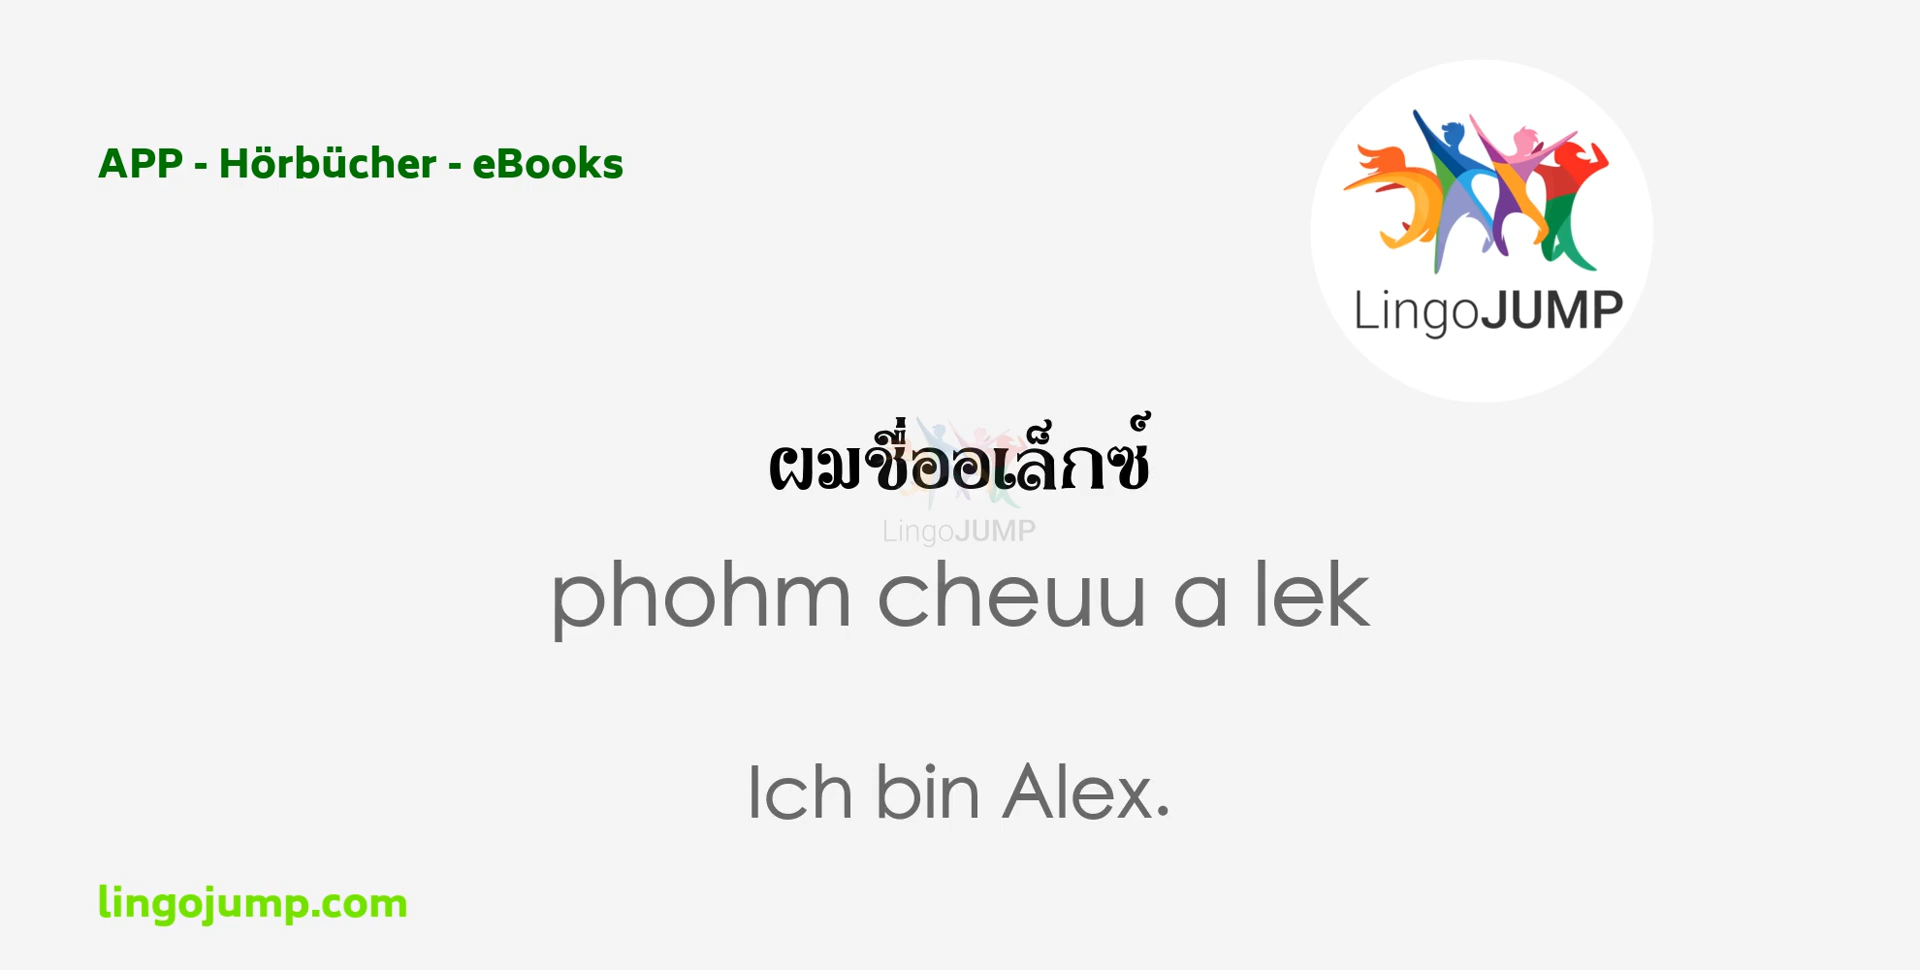 APP - Hörbücher - eBooks
LingoJUMP
ผมชื่ออเล็กซ์
LingoJUMP
phohm cheuu a lek
Ich bin Alex.
lingojump.com